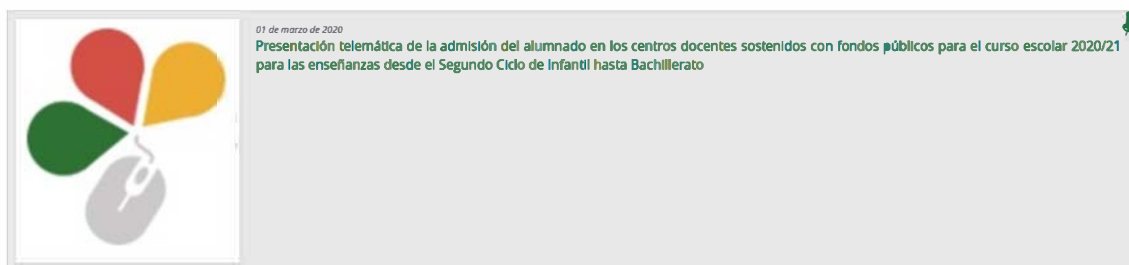 01 de marzo de 2020
Presentación telemática de la admisión del alumnado en los centros docentes sostenidos con fondos públicos para el curso escolar 2020/21
para las enseñanzas desde el Segundo Ciclo de Infantil hasta Bachillerato